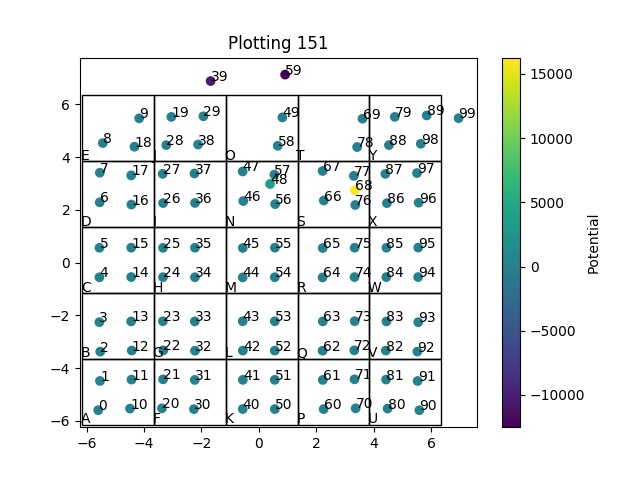 Plotting 151
39 59
9 19 29 49 69 79 89 99
8 18 28 38 58 78 88 98
E J O T Y
7 17 27 37 47 57 67 77 87 97
48 68
6 16 26 36 46 56 66 76 86 96
D I N S X
5 15 25 35 45 55 65 75 85 95
4 14 24 34 44 54 64 74 84 94
C H M R W
3 13 23 33 43 53 63 73 83 93
2 12 22 32 42 52 62 72 82 92
B G L Q V
1 11 21 31 41 51 61 71 81 91
0 10 20 30 40 50 60 70 80 90
A F K P U
6
4
2
0
−2
−4
−6
−6 −4 −2 0 2 4 6
15000
10000
5000
0
−5000
−10000
Potential